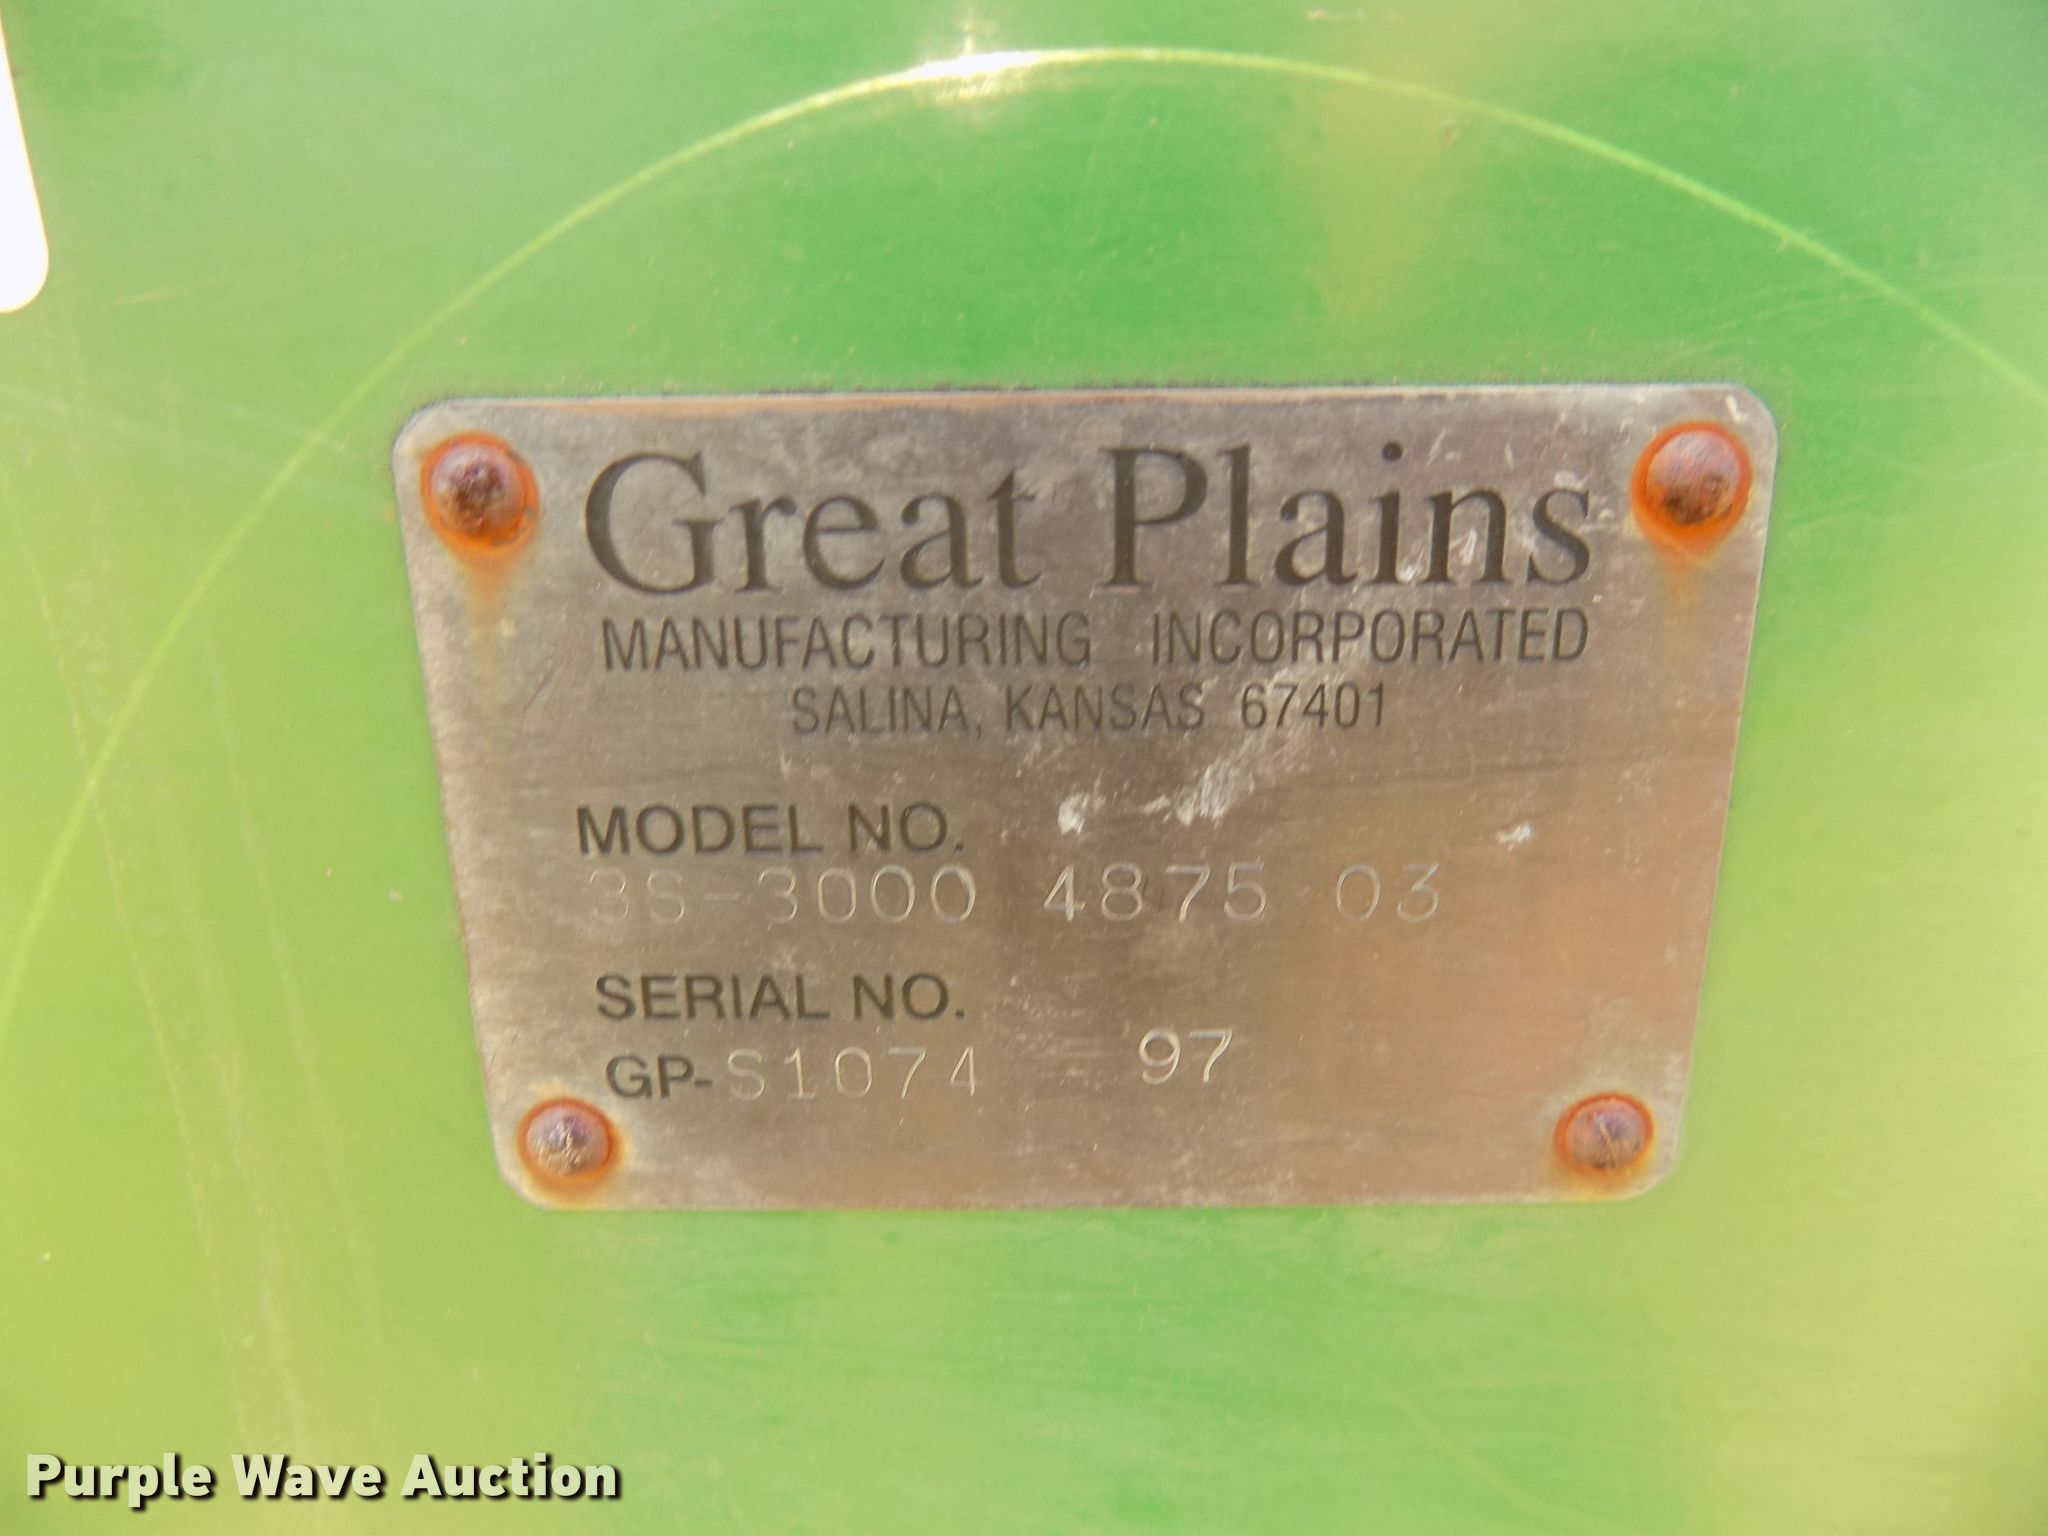 Great Plains
MANUFACTURING INCORPORATED
SALINA, KANSAS 67401
MODEL NO.
3S-3000 4875 03
SERIAL NO.
GP-S1074 97
Purple Wave Auction